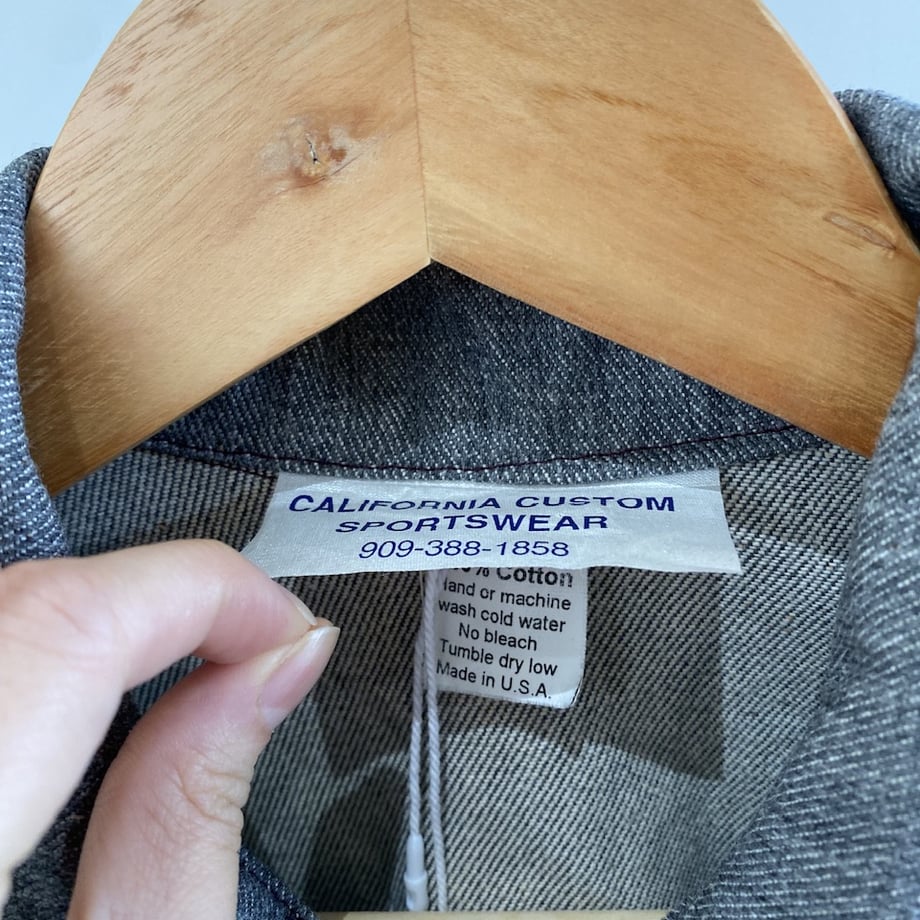 CALIFORNIA CUSTOM
SPORTSWEAR
909-388-1858
% Cotton
and or machine
wash cold water
No bleach
Tumble dry low
Made in U.S.A.